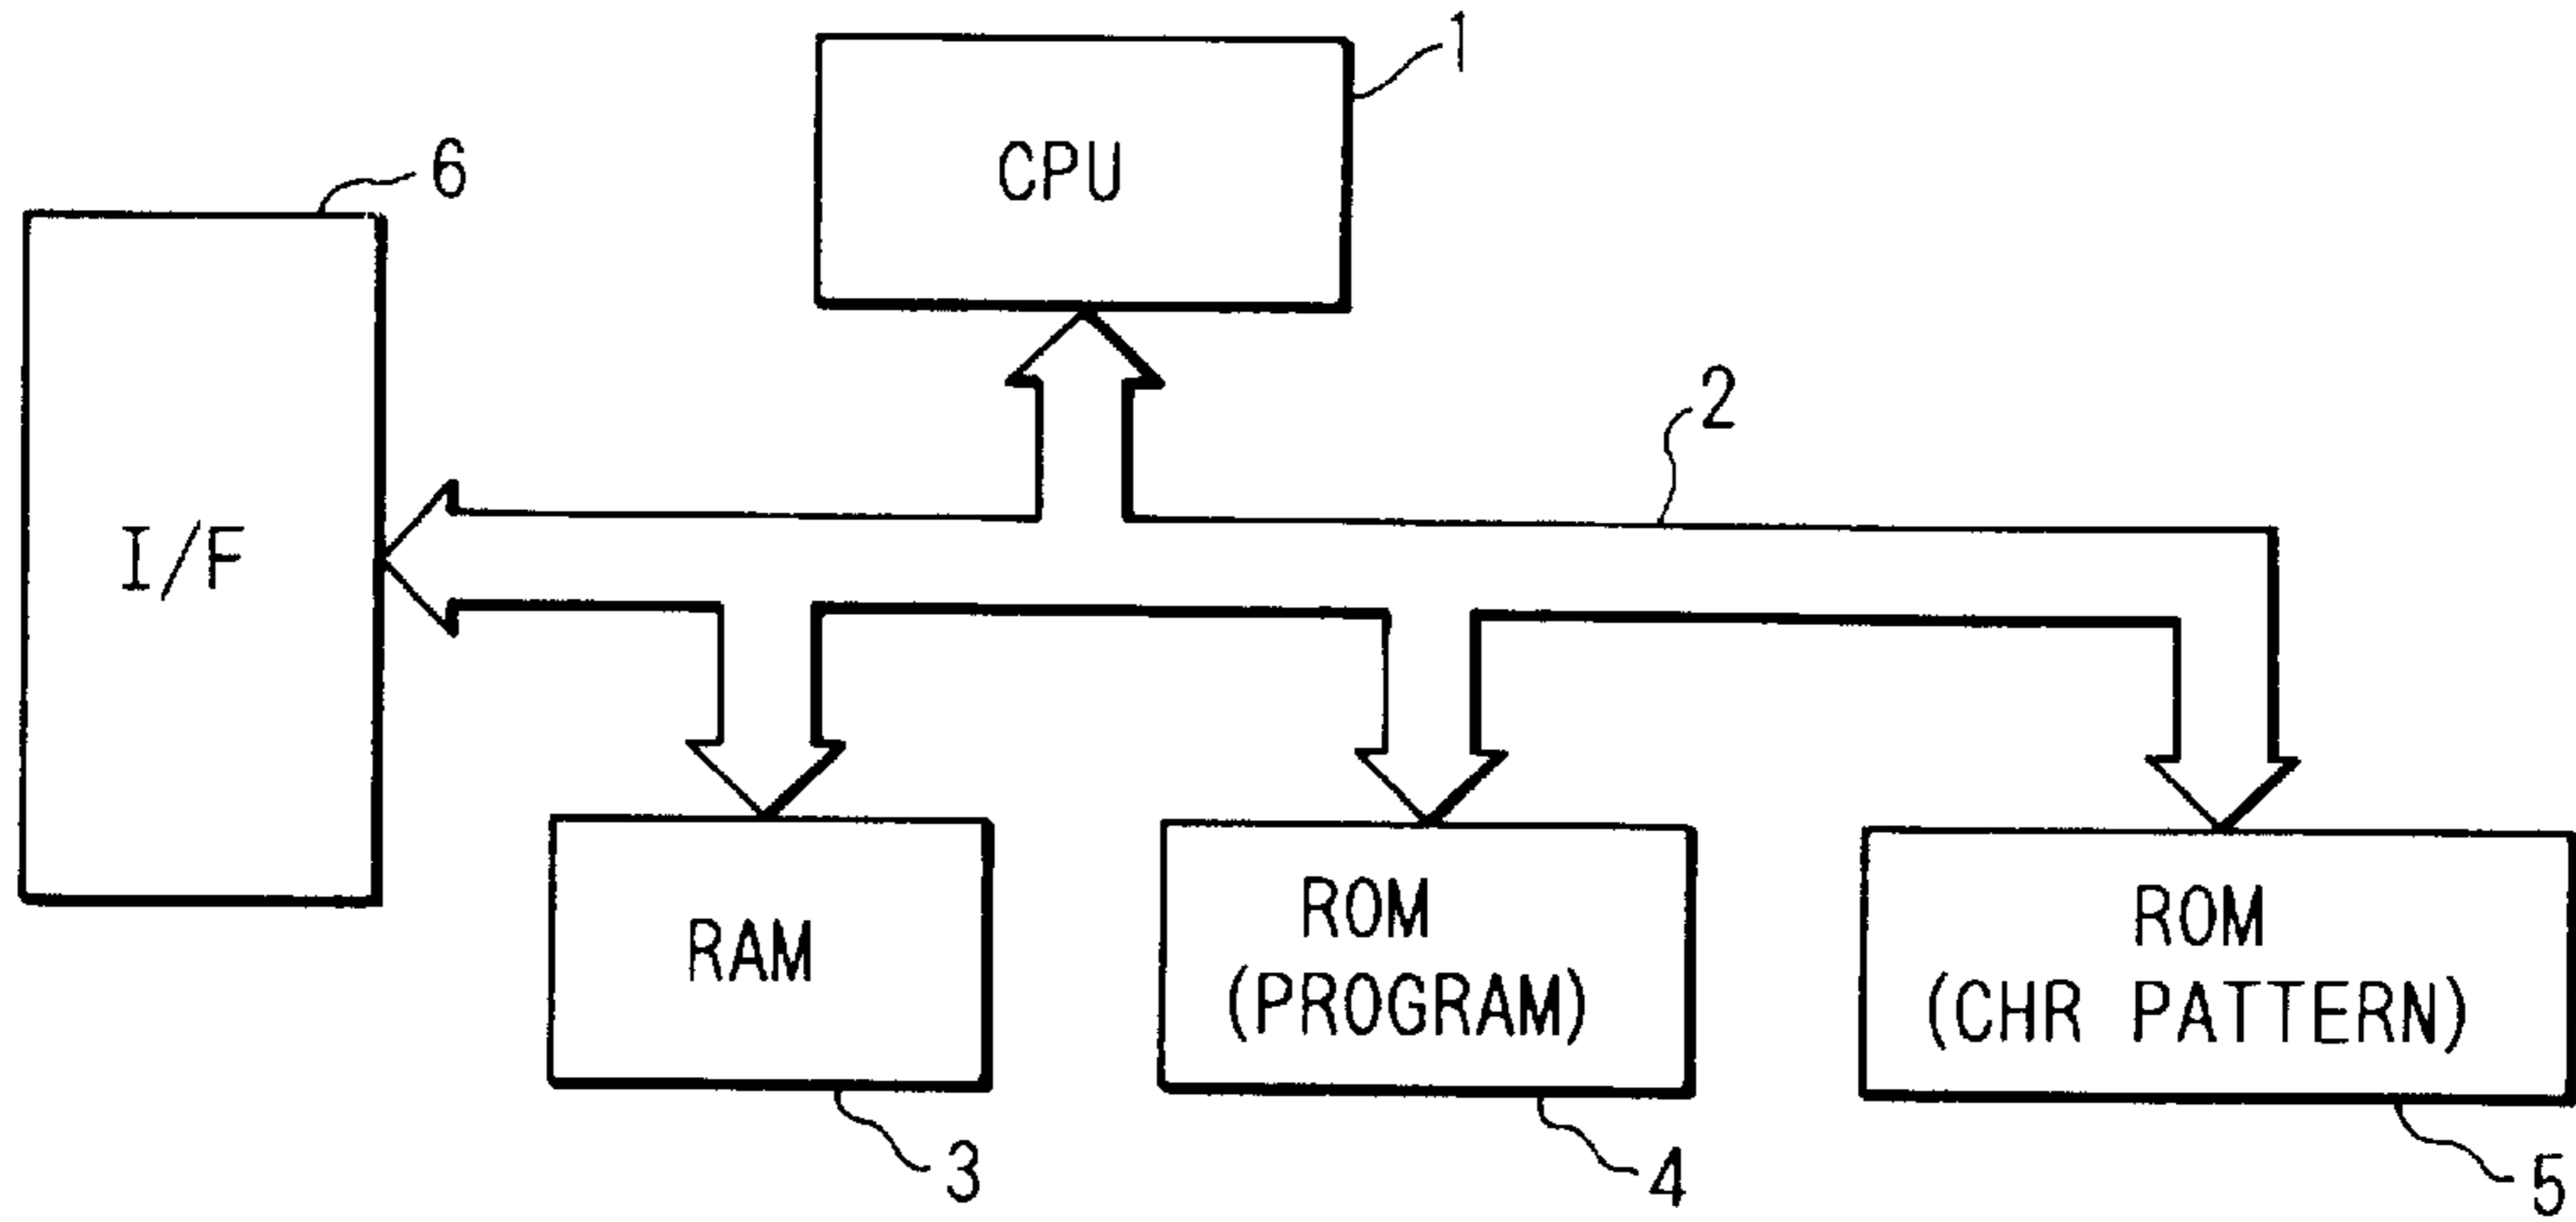 1
CPU
6
2
I/F
RAM
ROM
(PROGRAM)
ROM
(CHR PATTERN)
3
4
5